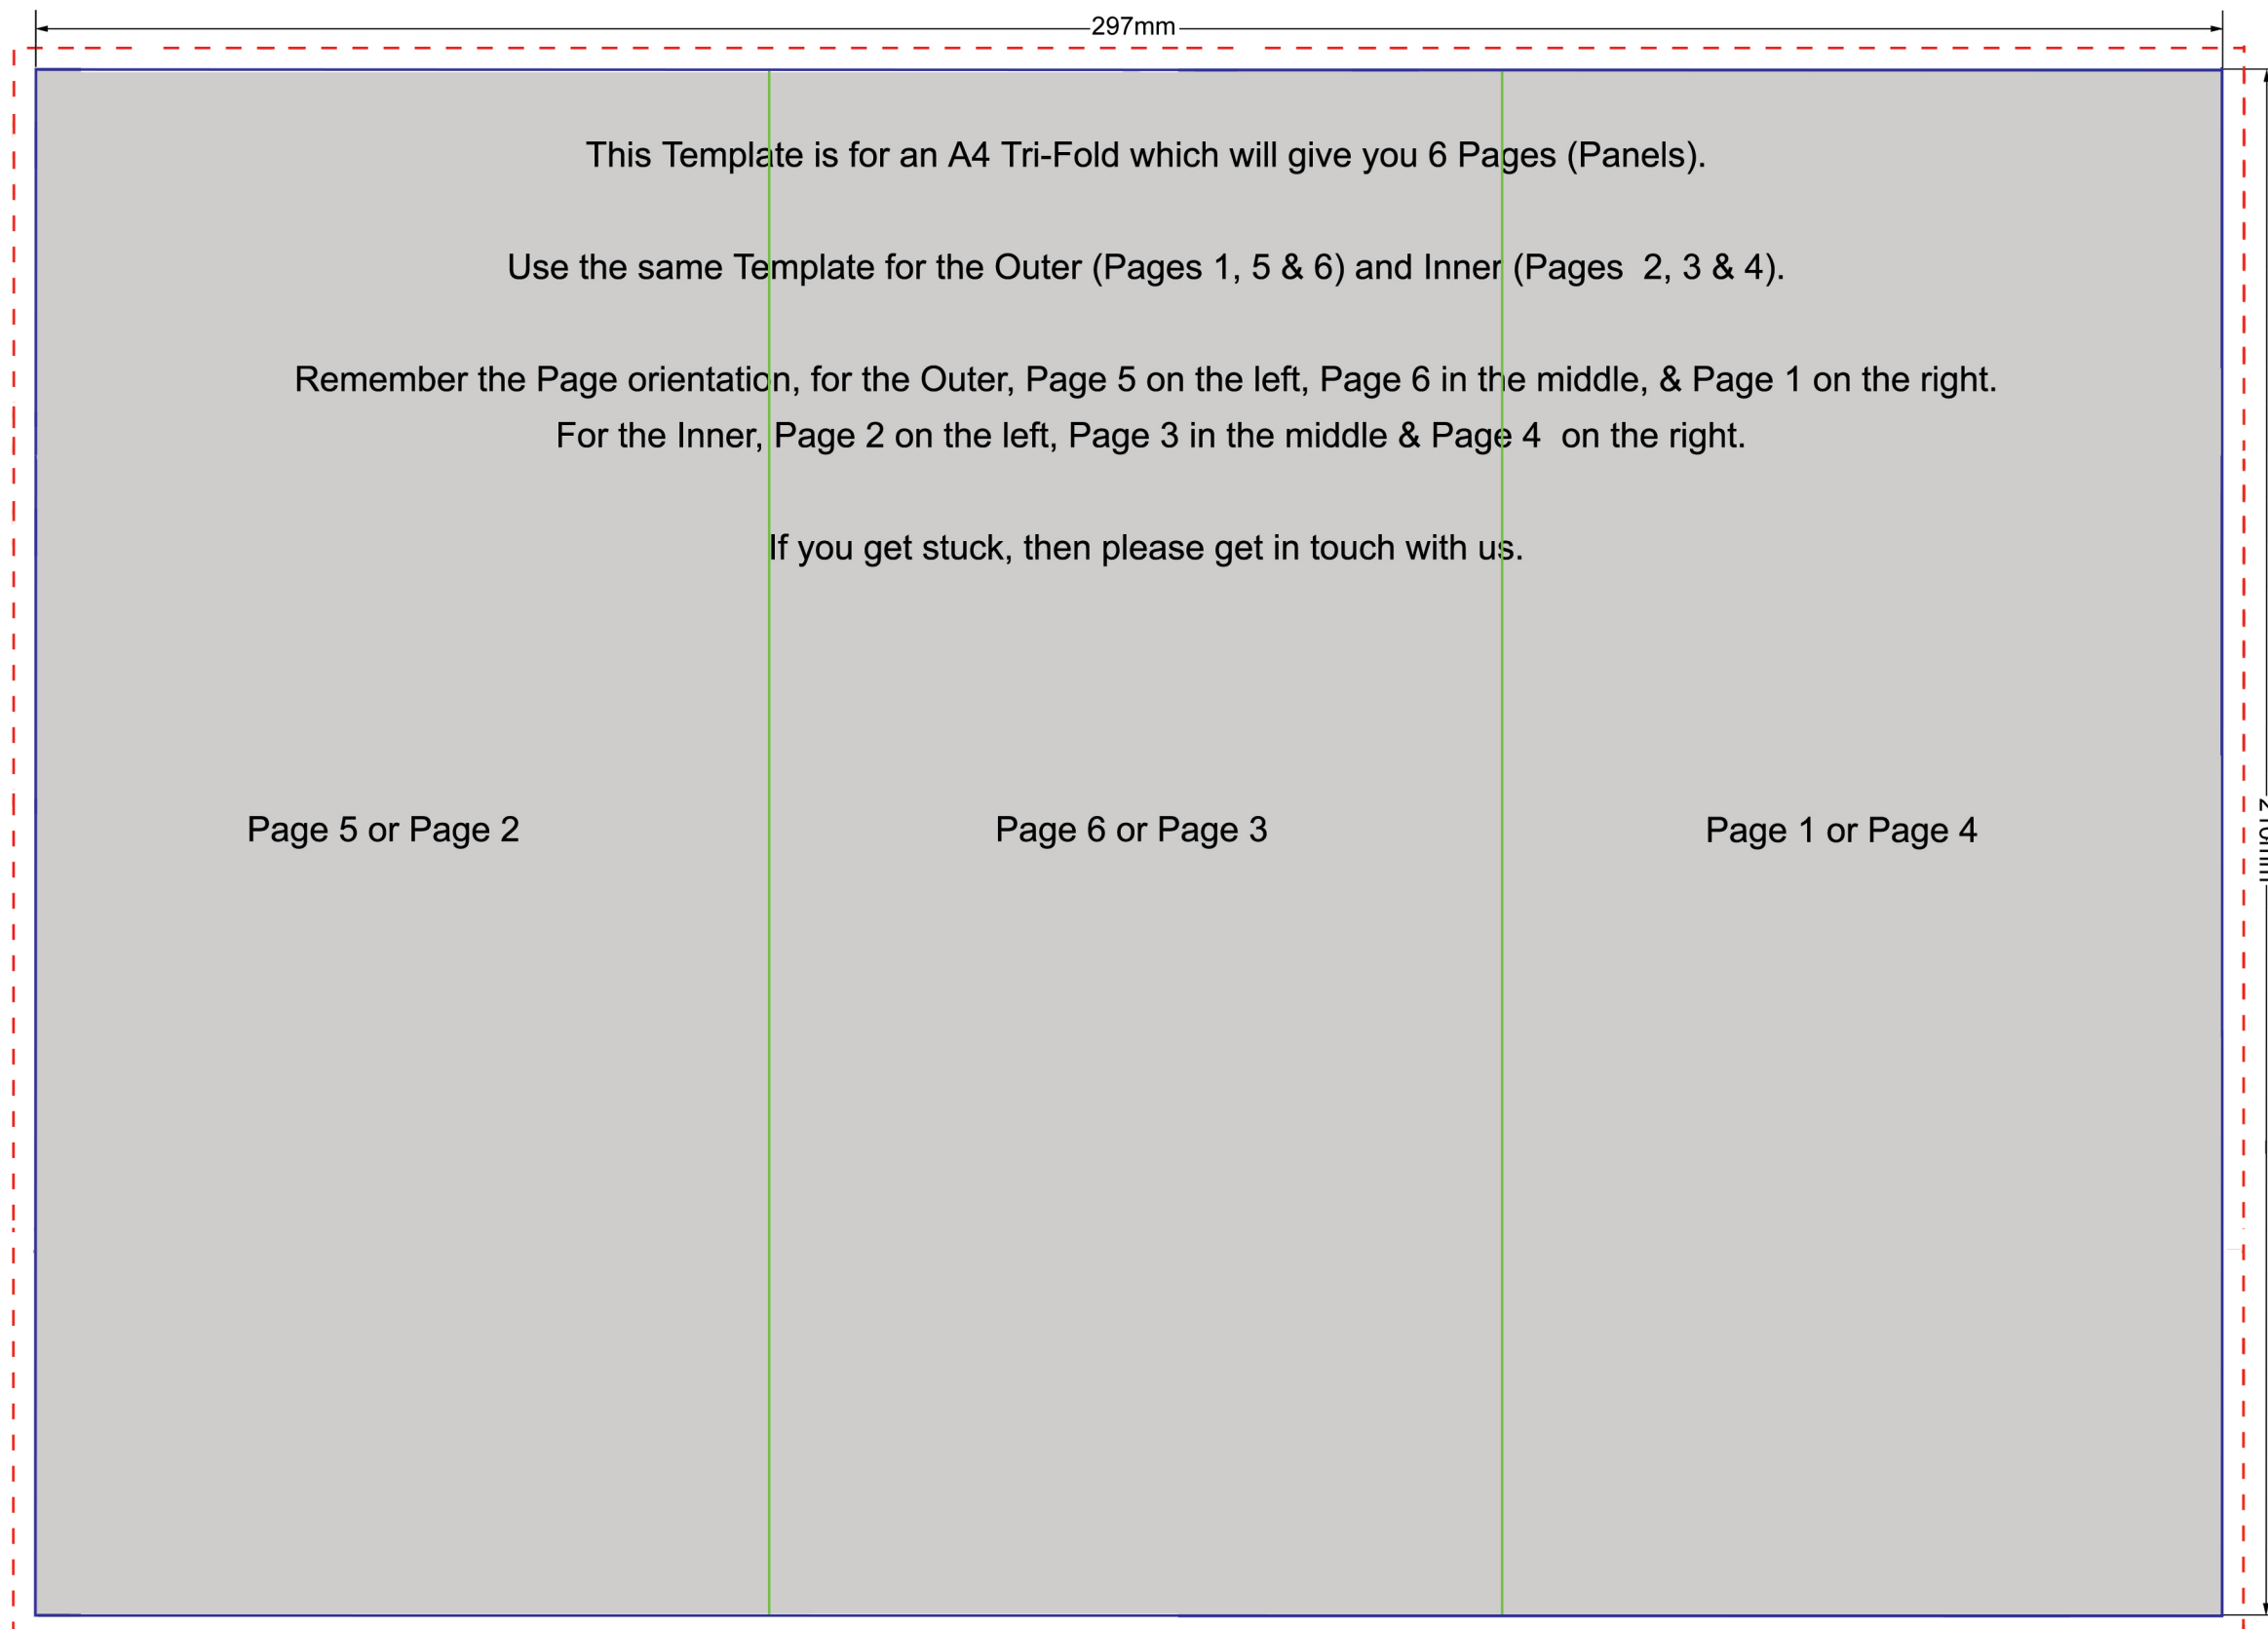 297mm
This Template is for an A4 Tri-Fold which will give you 6 Pages (Panels).
Use the same Template for the Outer (Pages 1, 5 & 6) and Inner (Pages  2, 3 & 4).
Remember the Page orientation, for the Outer, Page 5 on the left, Page 6 in the middle, & Page 1 on the right.
For the Inner, Page 2 on the left, Page 3 in the middle & Page 4  on the right.
If you get stuck, then please get in touch with us.
Page 5 or Page 2
Page 6 or Page 3
Page 1 or Page 4